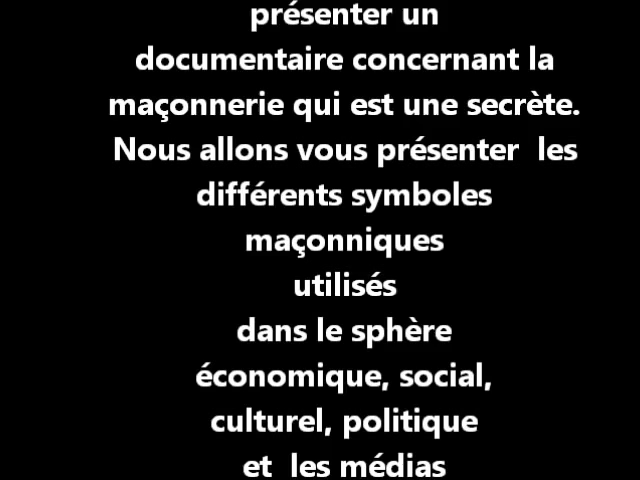 présenter un
documentaire concernant la
maçonnerie qui est une secrète.
Nous allons vous présenter  les
différents symboles
maçonniques
utilisés
dans le sphère
économique, social,
culturel, politique
et  les médias